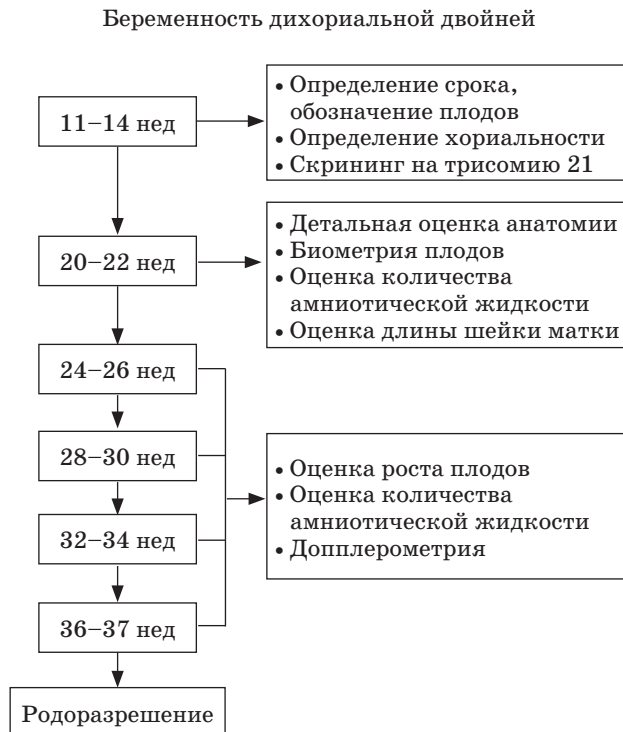 Беременность дихориальной двойней
11–14 нед
• Определение срока,
обозначение плодов
• Определение хориальности
• Скрининг на трисомию 21
20–22 нед
• Детальная оценка анатомии
• Биометрия плодов
• Оценка количества
амниотической жидкости
• Оценка длины шейки матки
24–26 нед
28–30 нед
32–34 нед
36–37 нед
• Оценка роста плодов
• Оценка количества
амниотической жидкости
• Допплерометрия
Родоразрешение